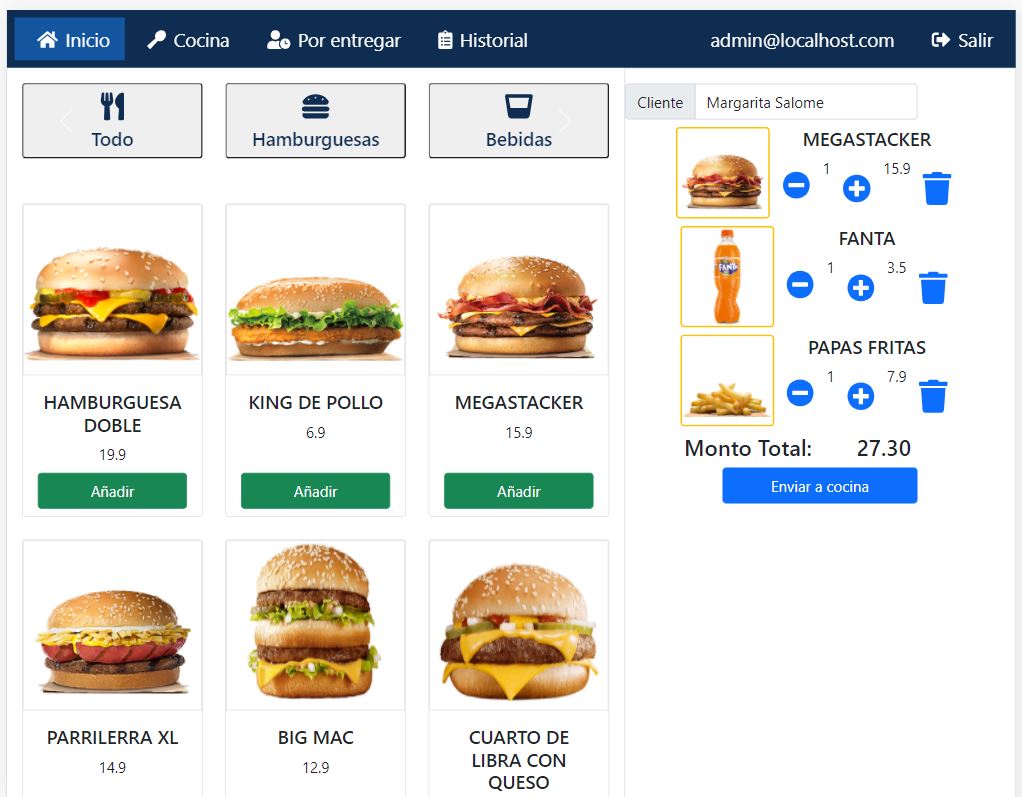 Inicio Cocina Por entregar Historial admin@localhost.com Salir
Todo Hamburguesas Bebidas
HAMBURGUESA
DOBLE
19.9
Añadir
KING DE POLLO
6.9
Añadir
MEGASTACKER
15.9
Añadir
PARRILERRA XL
14.9
BIG MAC
12.9
CUARTO DE
LIBRA CON
QUESO
Cliente Margarita Salome
MEGASTACKER
1 15.9
FANTA
FANTA
1 3.5
PAPAS FRITAS
1 7.9
Monto Total: 27.30
Enviar a cocina